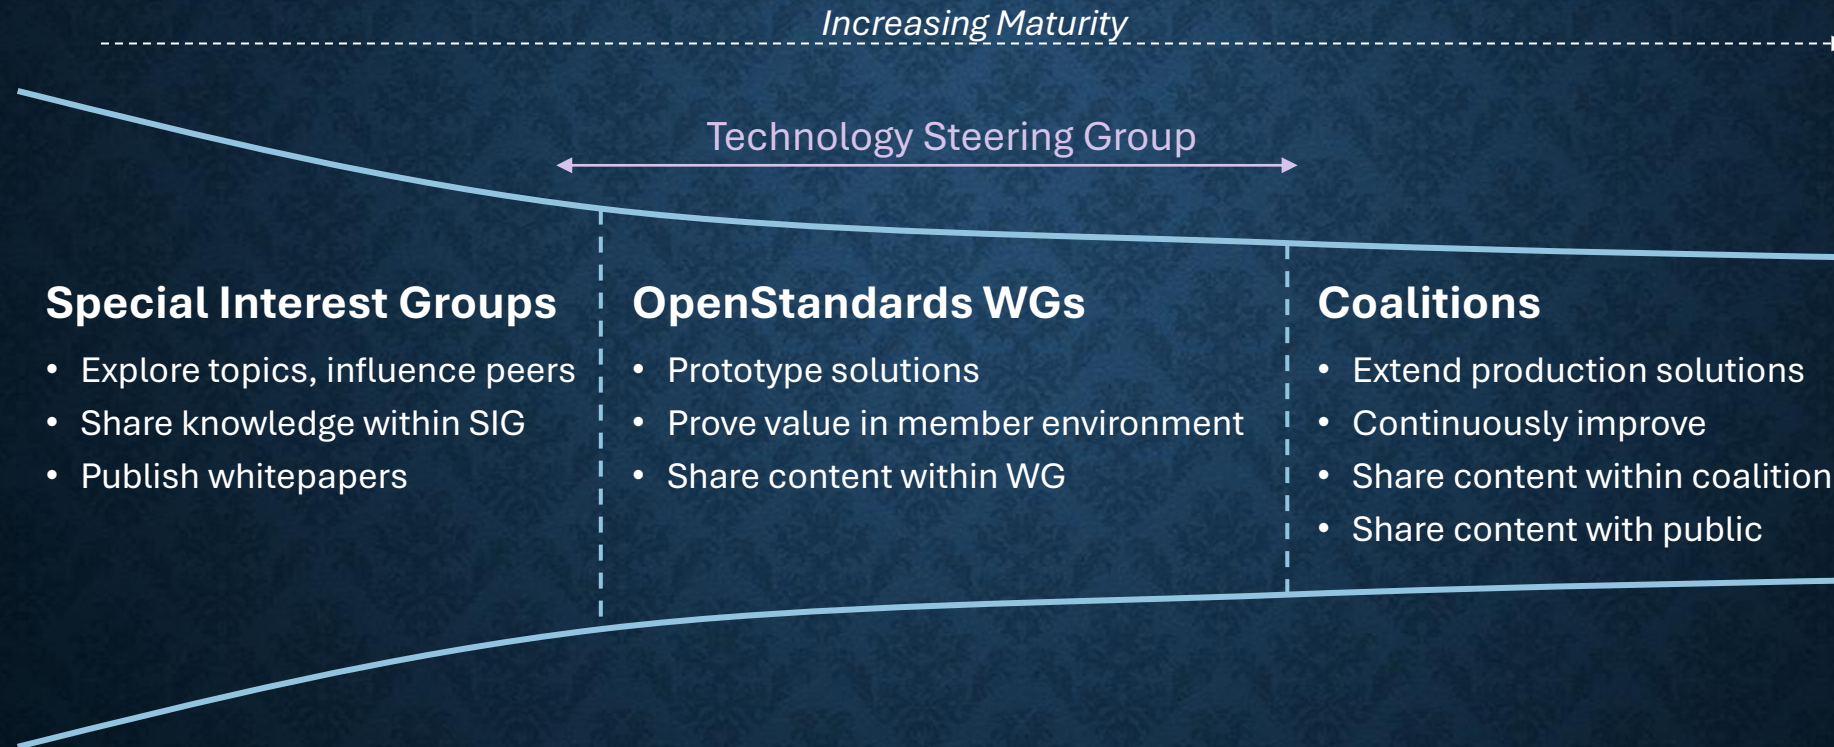 Increasing Maturity
Technology Steering Group
Special Interest Groups
• Explore topics, influence peers
• Share knowledge within SIG
• Publish whitepapers
OpenStandards WGs
• Prototype solutions
• Prove value in member environment
• Share content within WG
Coalitions
• Extend production solutions
• Continuously improve
• Share content within coalition
• Share content with public